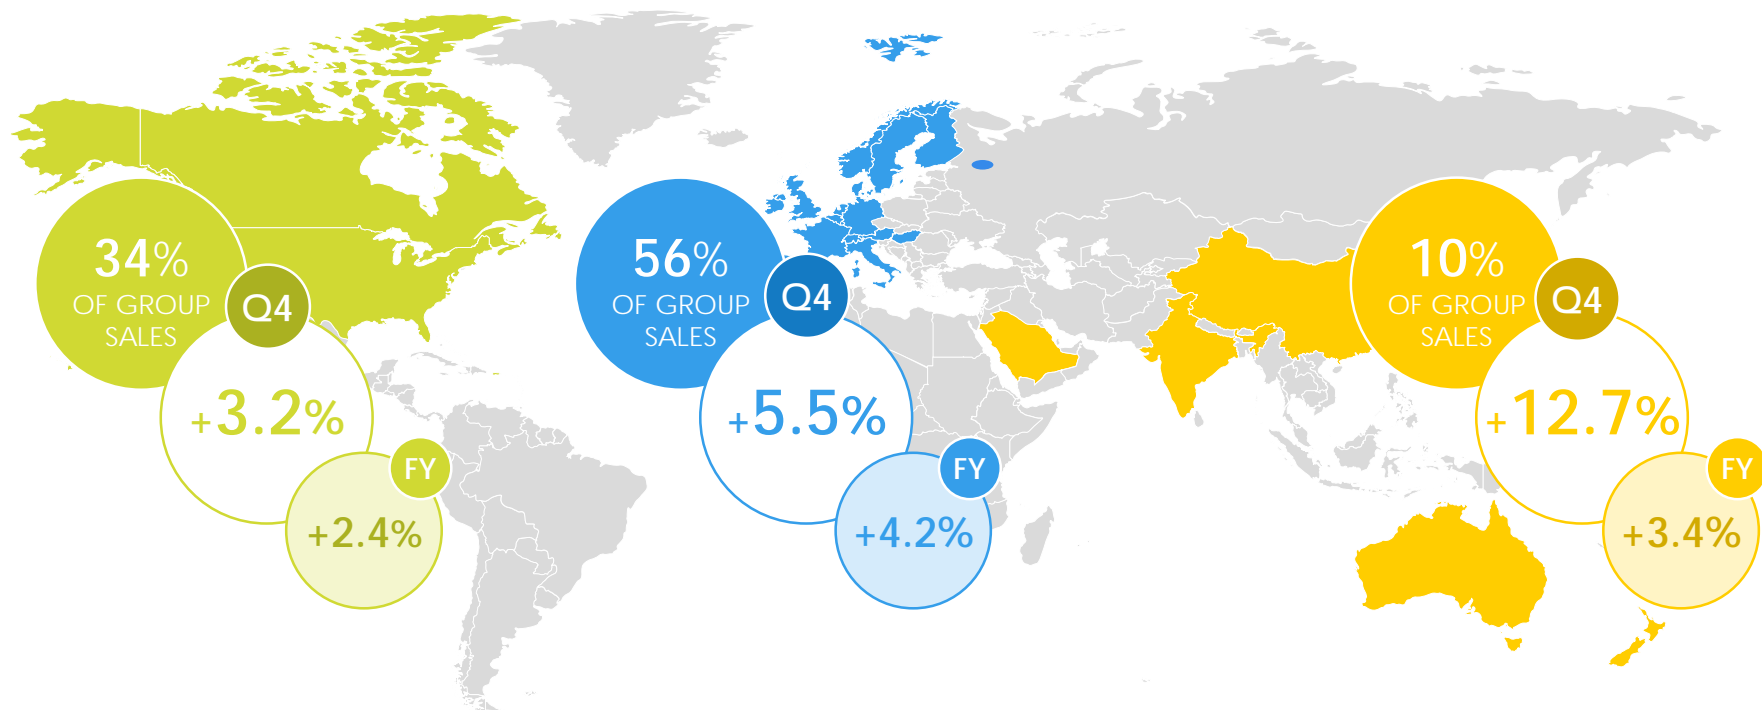 34%
OF GROUP
SALES
Q4
+3.2%
FY
+2.4%
56%
OF GROUP
SALES
Q4
+5.5%
FY
+4.2%
10%
OF GROUP
SALES
Q4
+12.7%
FY
+3.4%